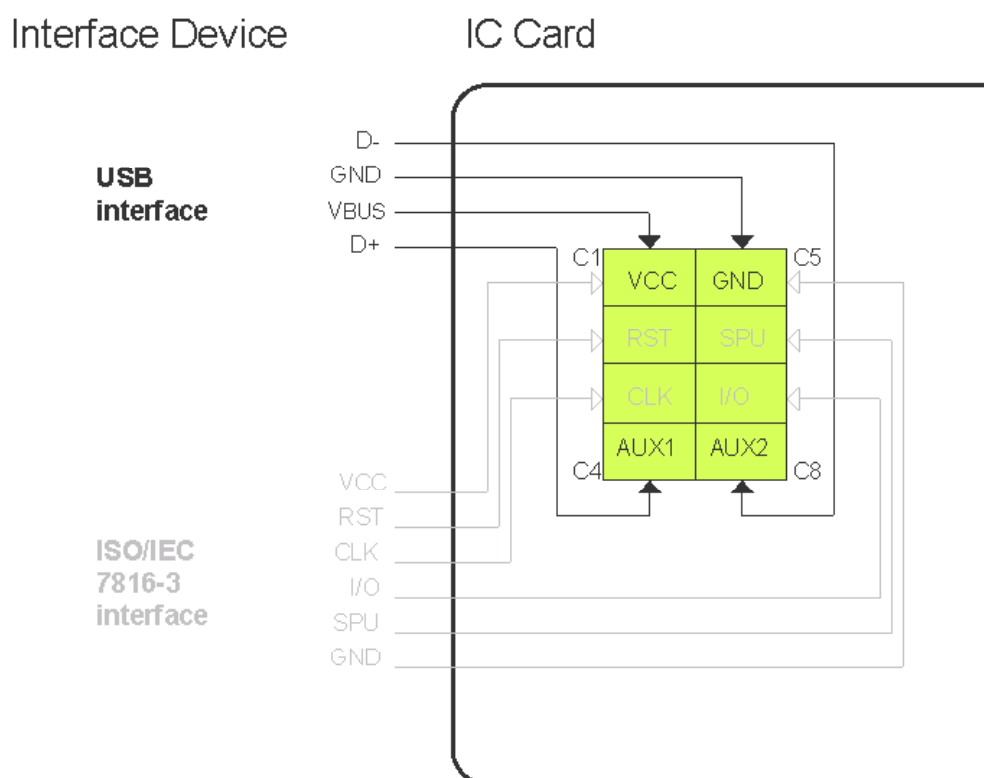 Interface Device
IC Card
D-
GND
VBUS
D+
USB
interface
C1
C5
VCC
GND
RST
SPU
CLK
I/O
AUX1
AUX2
C4
C8
VCC
RST
CLK
I/O
SPU
GND
ISO/IEC
7816-3
interface